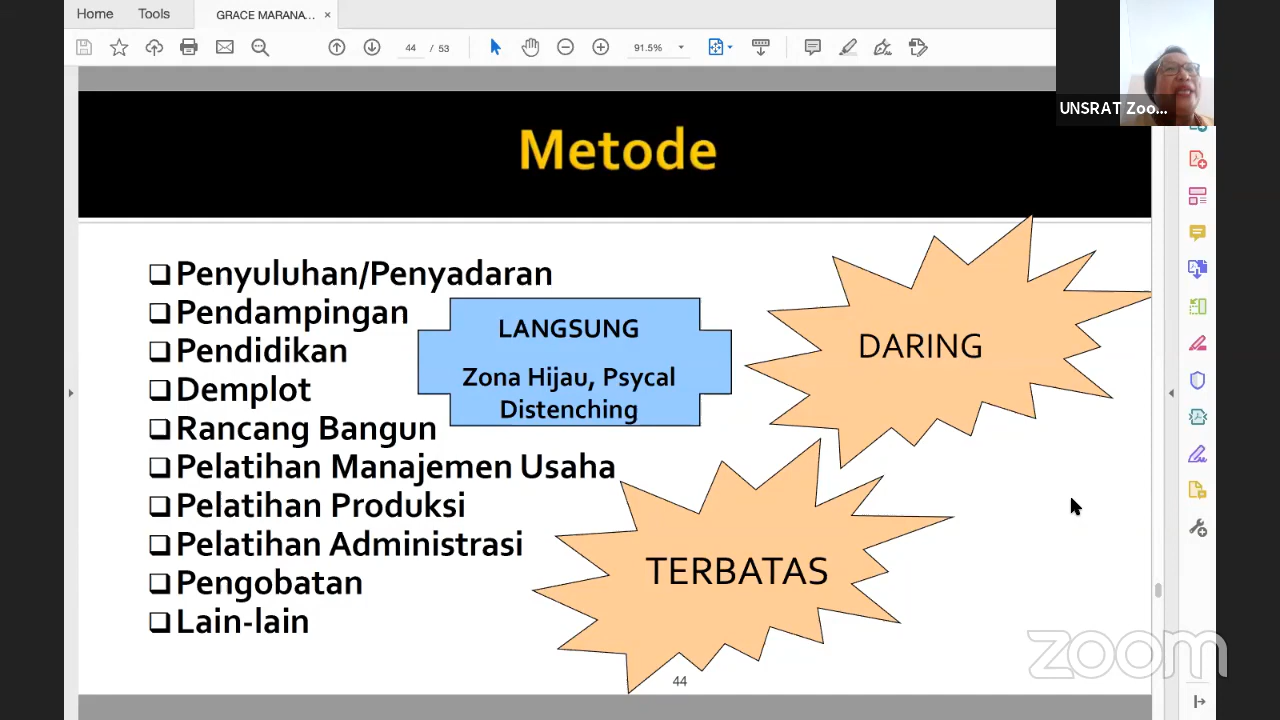 Home Tools GRACE MARANA... ×
44 / 53 91.5%
UNSRAT Zoo...
Metode
Penyuluhan/Penyadaran
Pendampingan
Pendidikan
Demplot
Rancang Bangun
Pelatihan Manajemen Usaha
Pelatihan Produksi
Pelatihan Administrasi
Pengobatan
Lain-lain
LANGSUNG
Zona Hijau, Psycal
Distenching
DARING
TERBATAS
44
zoom